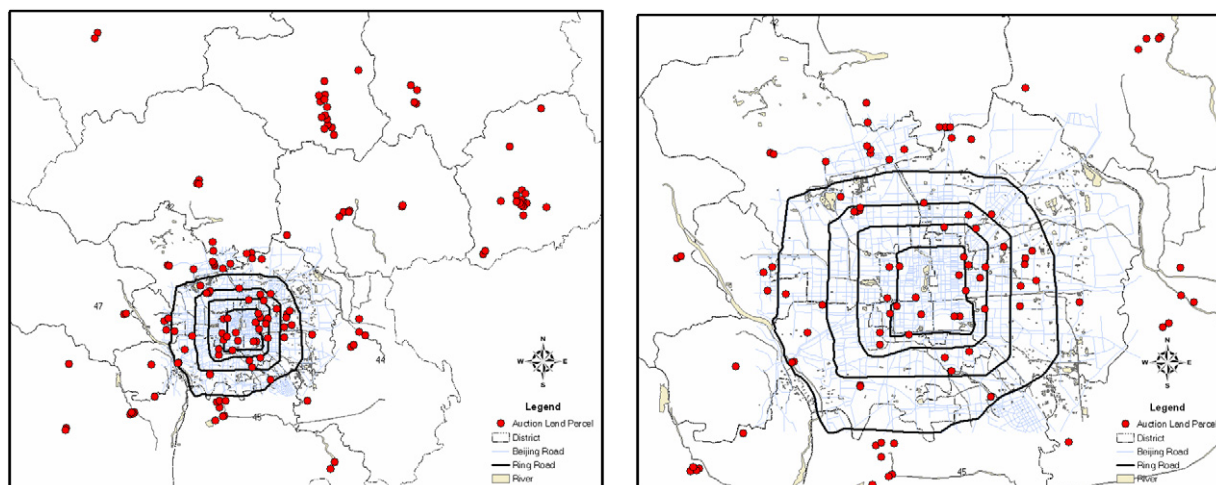 47
44
45
N
W E
S
Legend
Auction Land Parcel
District
Beijing Road
Ring Road
River
45
N
W E
S
Legend
Auction Land Parcel
District
Beijing Road
Ring Road
River